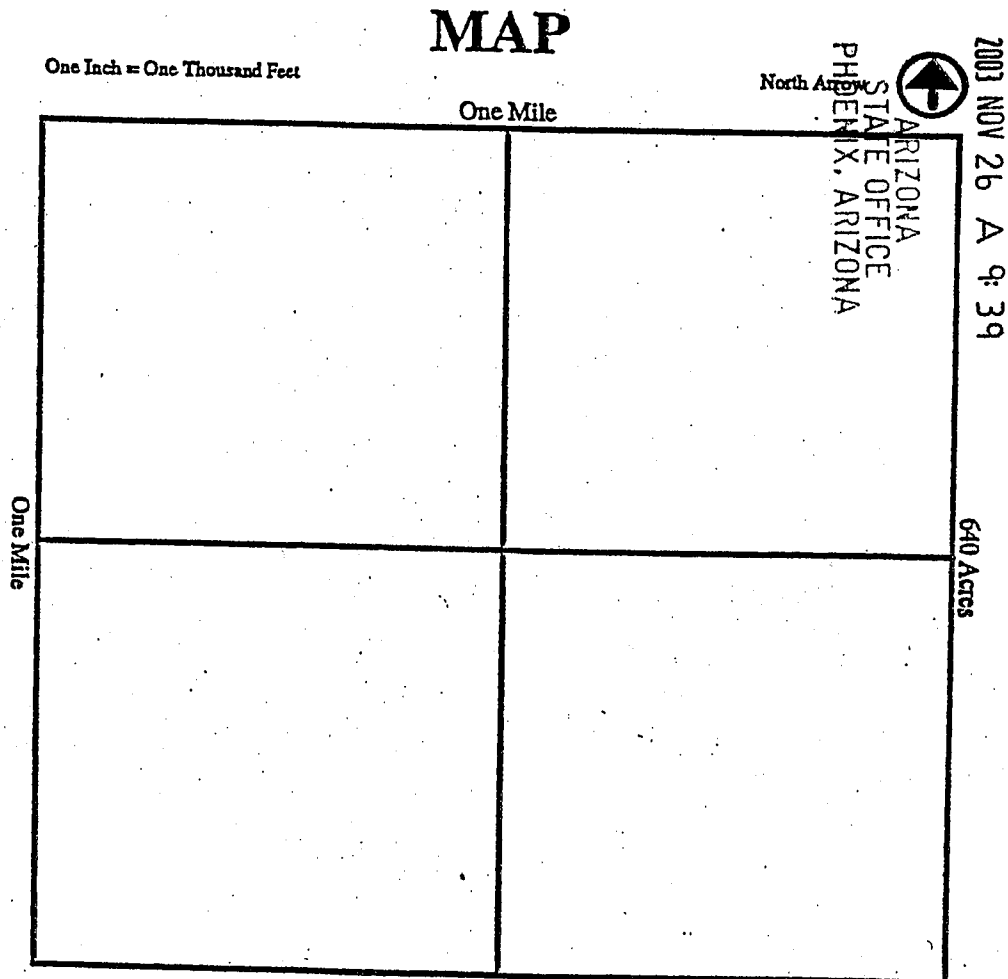 MAP
One Inch = One Thousand Feet
North Arrow
One Mile
2003 NOV 26 A 9: 39
ARIZONA
STATE OFFICE
PHOENIX, ARIZONA
One Mile
640 Acres